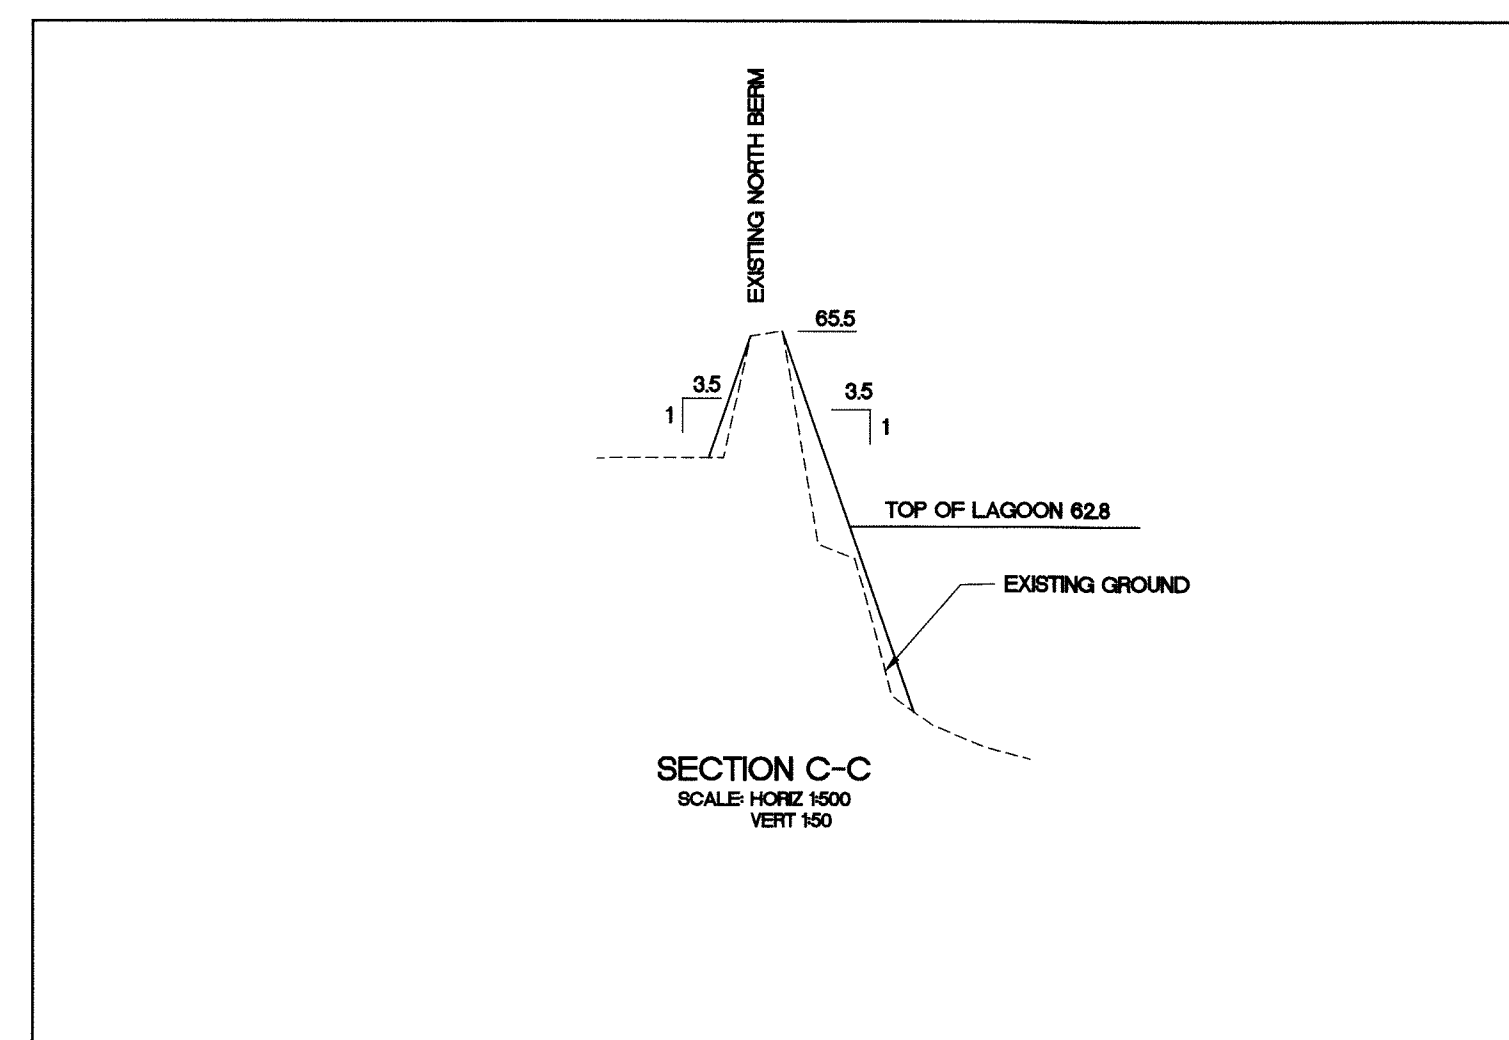 EXISTING NORTH BERM
65.5
3.5
1
3.5
1
TOP OF LAGOON 62.8
EXISTING GROUND
SECTION C-C
SCALE: HORIZ 1:500
VERT 1:50